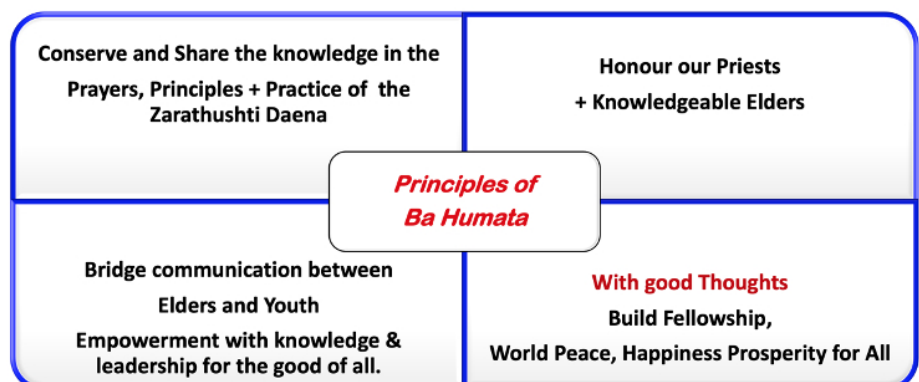 Conserve and Share the knowledge in the
Prayers, Principles + Practice of the
Zarathushti Daena
Honour our Priests
+ Knowledgeable Elders
Principles of
Ba Humata
Bridge communication between
Elders and Youth
Empowerment with knowledge &
leadership for the good of all.
With good Thoughts
Build Fellowship,
World Peace, Happiness Prosperity for All